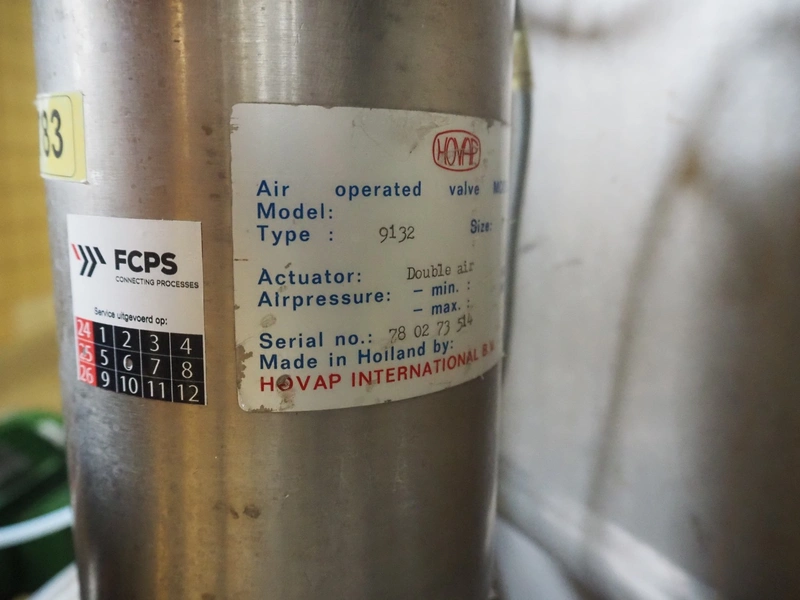 83
HOVAP
Air operated valve
Model:
Type : 9132 Size:
Actuator: Double air
Airpressure: - min. :
- max. :
Serial no.: 78 02 73 514
Made in Holland by:
HOVAP INTERNATIONAL B.V.
FCPS
CONNECTING PROCESSES
Service uitgevoerd op:
24 1 2 3 4
25 5 6 7 8
26 9 10 11 12